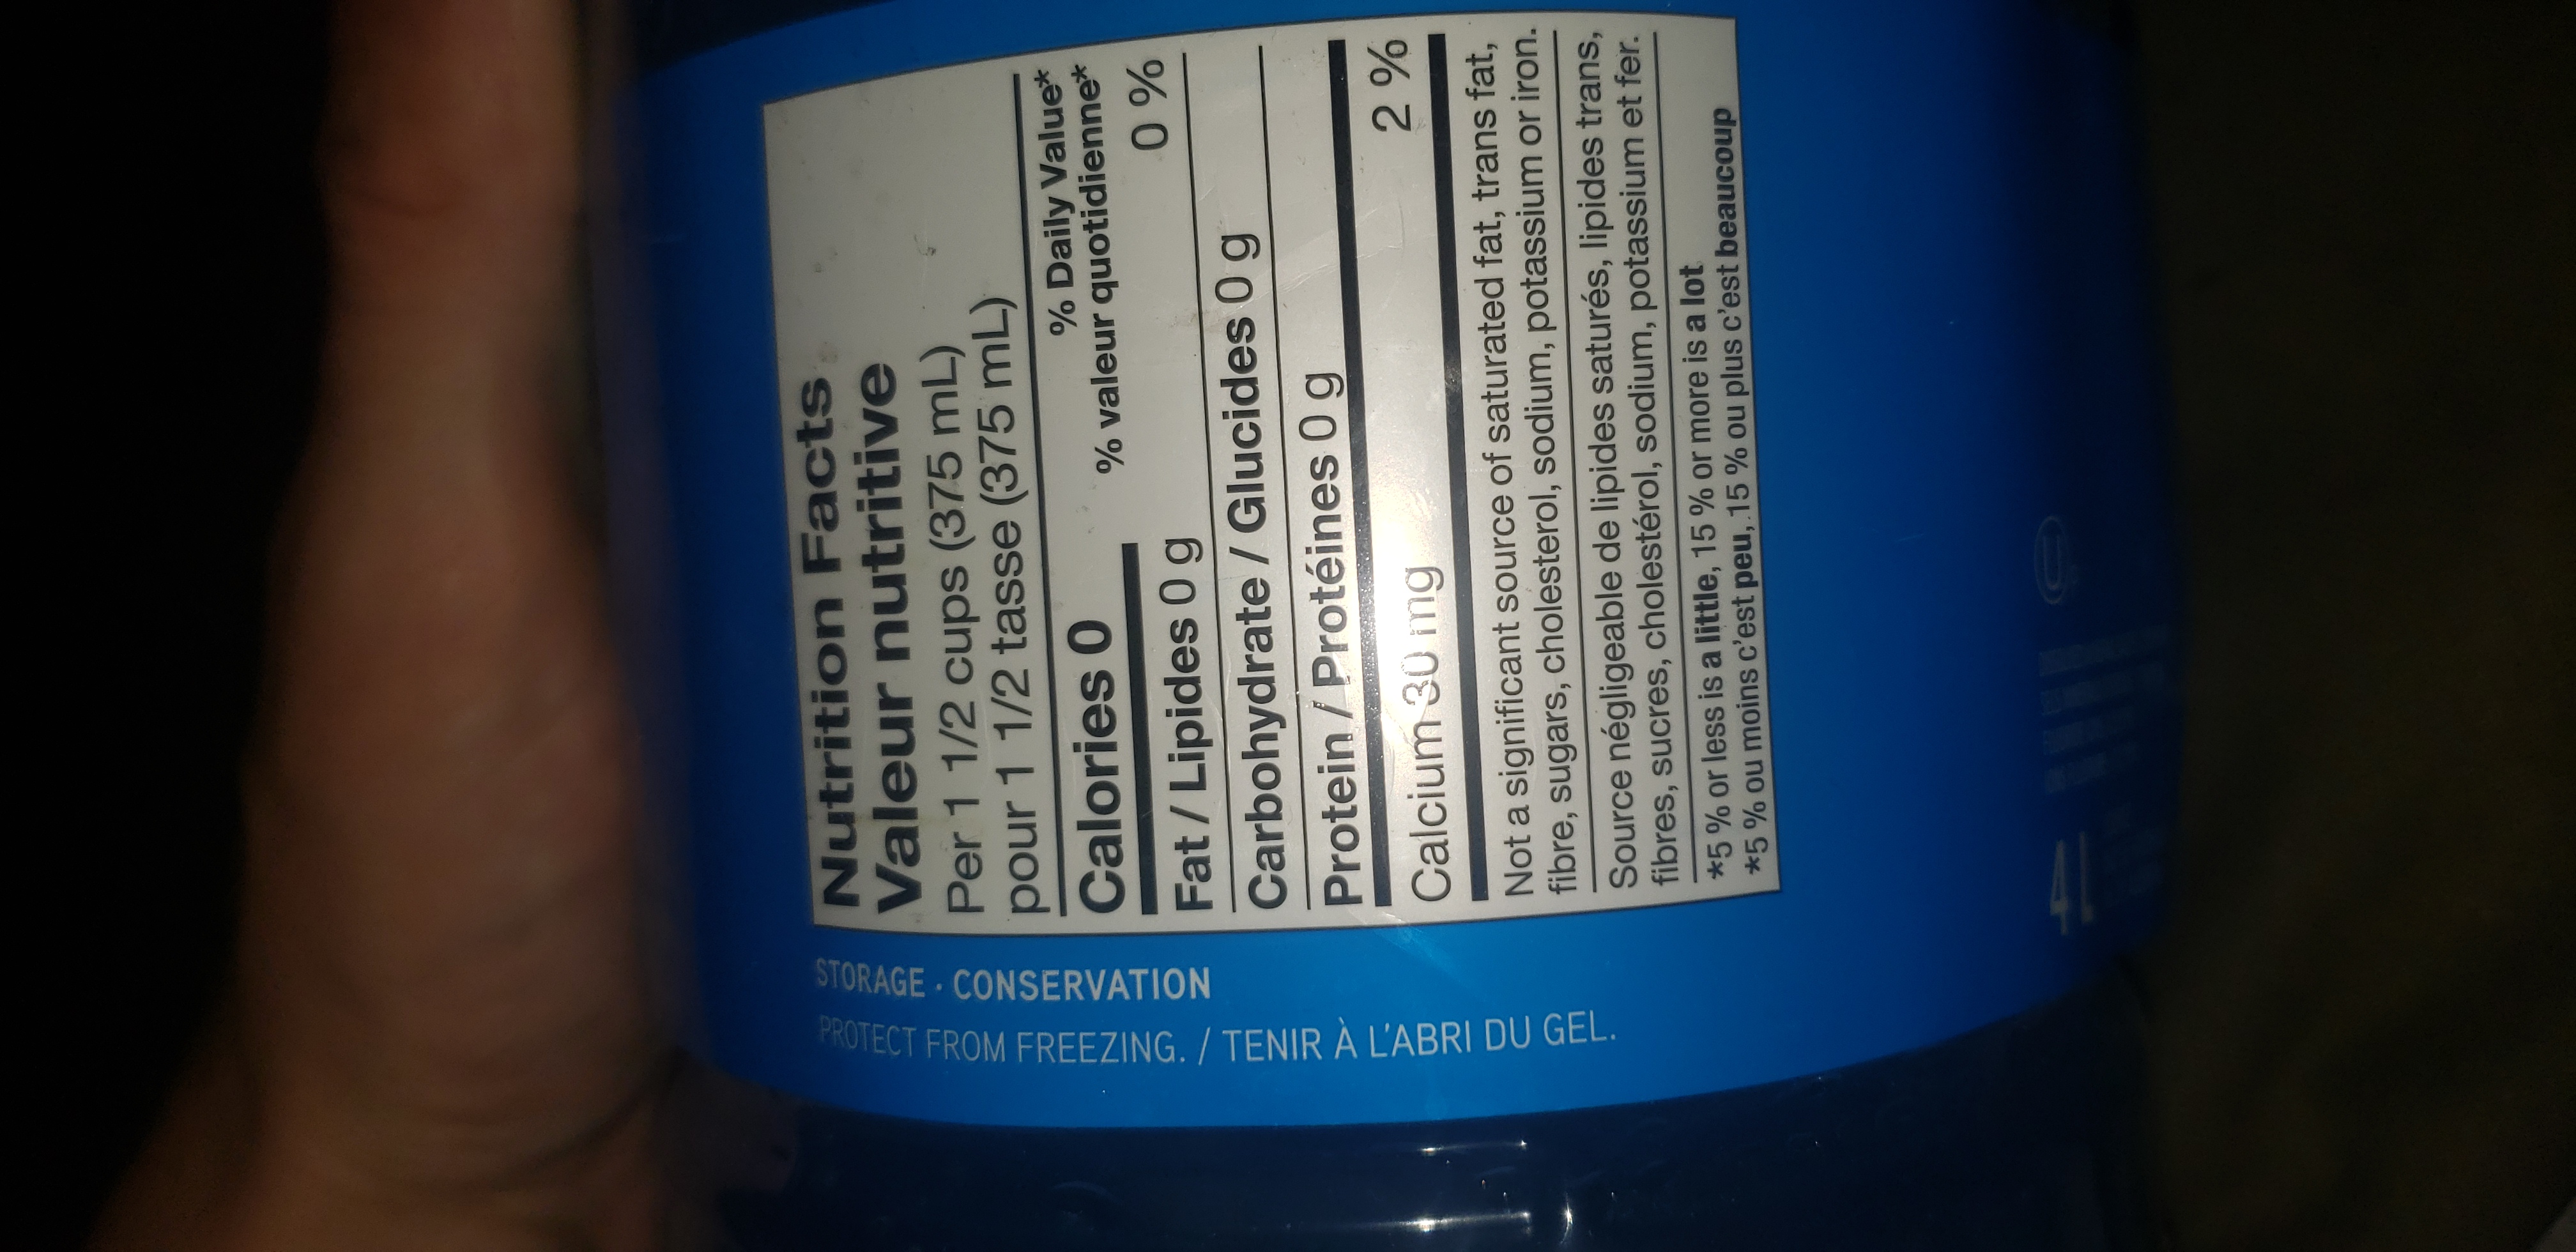 Nutrition Facts
Valeur nutritive
Per 1 1/2 cups (375 mL)
pour 1 1/2 tasse (375 mL)
% Daily Value*
% valeur quotidienne*
Calories 0
Fat / Lipides 0 g 0 %
Carbohydrate / Glucides 0 g
Protein / Protéines 0 g
Calcium 30 mg 2 %
Not a significant source of saturated fat, trans fat,
fibre, sugars, cholesterol, sodium, potassium or iron.
Source négligeable de lipides saturés, lipides trans,
fibres, sucres, cholestérol, sodium, potassium et fer.
*5 % or less is a little, 15 % or more is a lot
*5 % ou moins c'est peu, 15 % ou plus c'est beaucoup
STORAGE . CONSERVATION
PROTECT FROM FREEZING. / TENIR À L'ABRI DU GEL.
4L
U